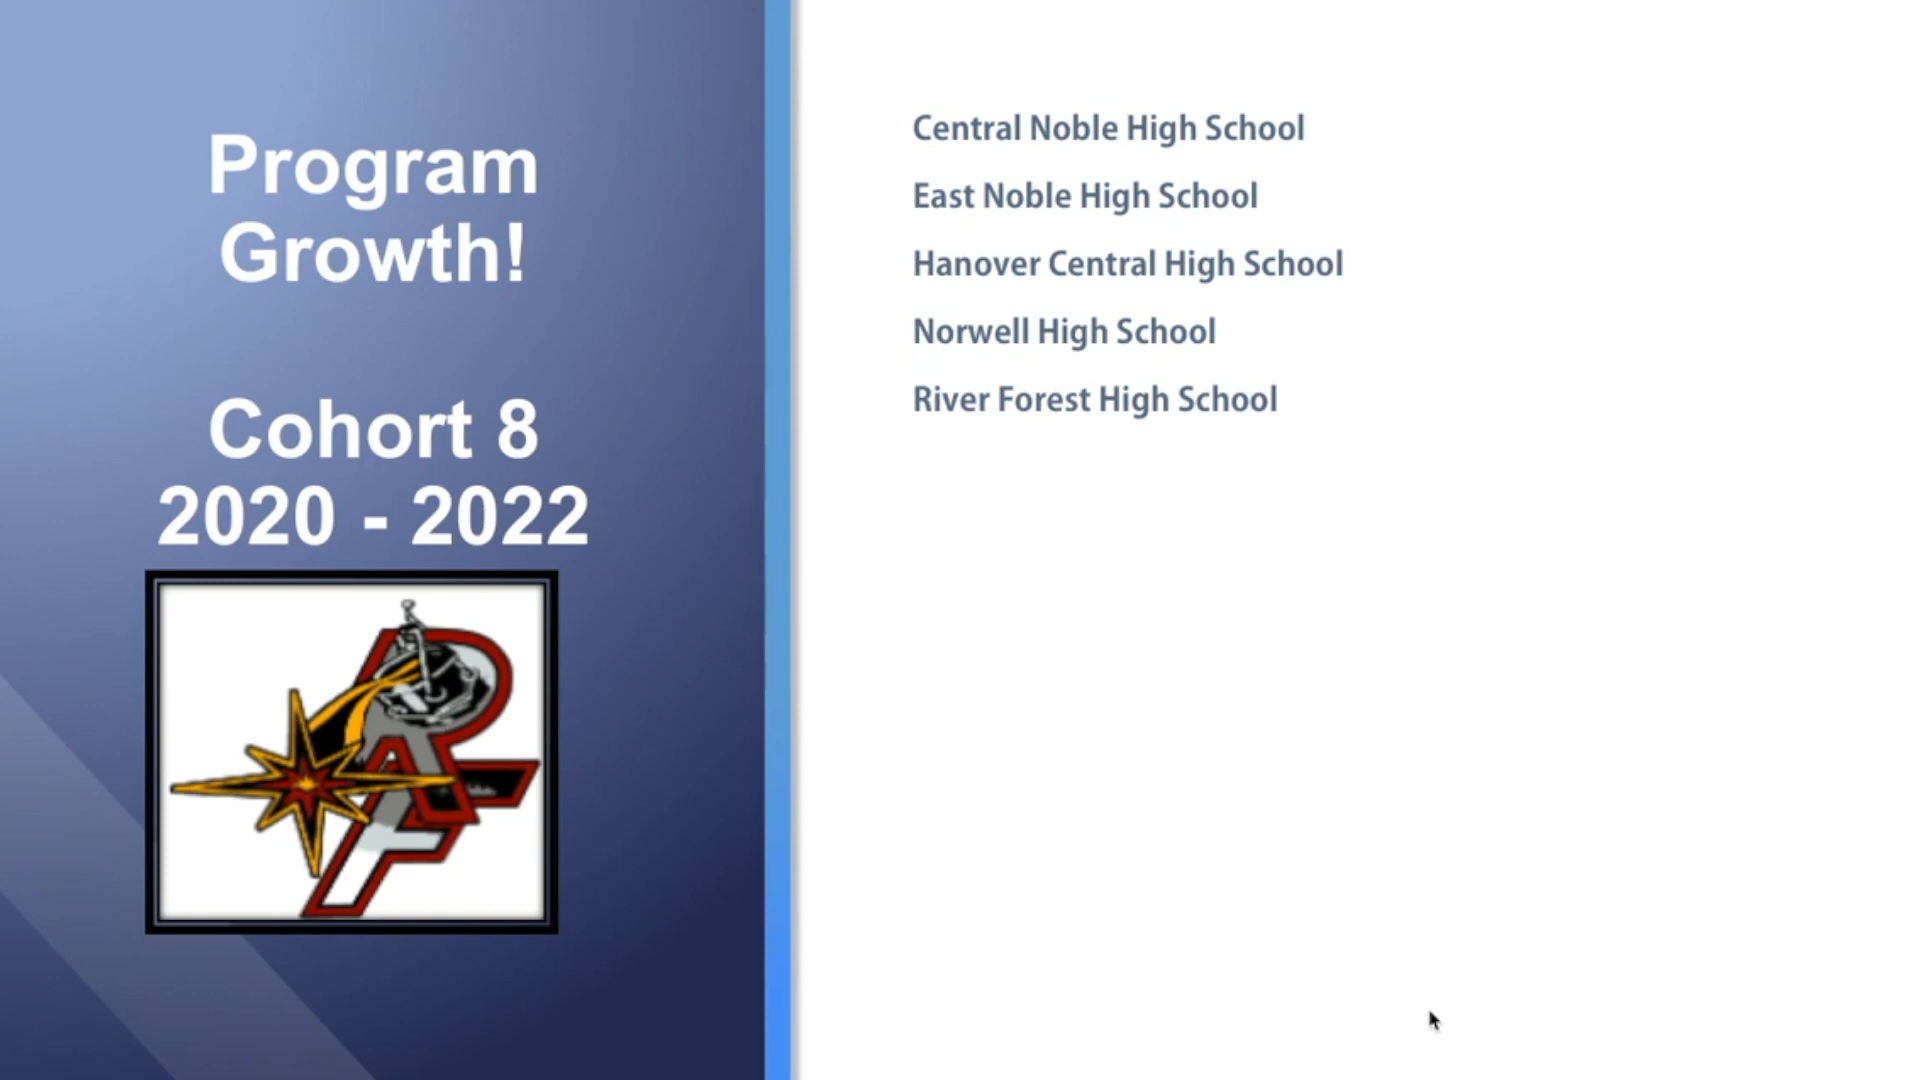 Program
Growth!
Cohort 8
2020 - 2022
Central Noble High School
East Noble High School
Hanover Central High School
Norwell High School
River Forest High School